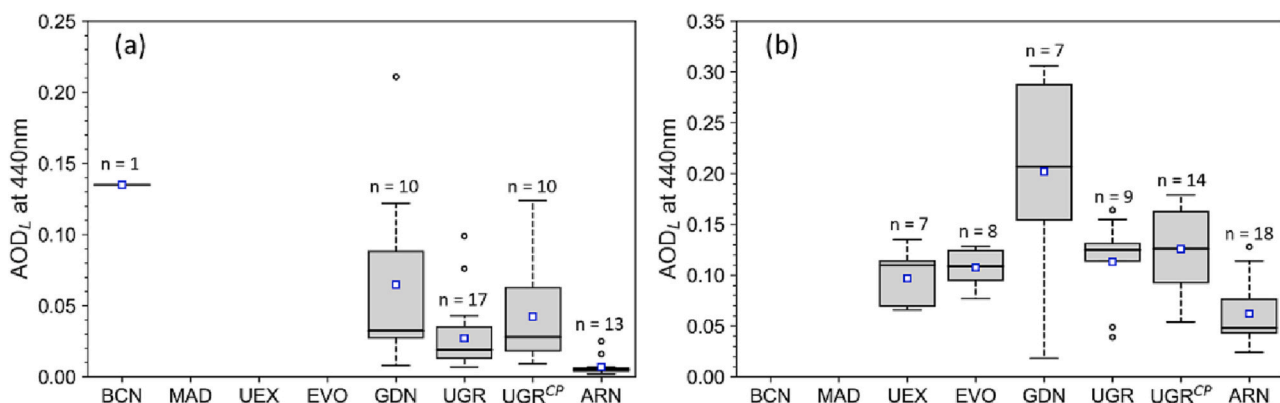 (a)
AOD_L at 440nm
0.25
0.20
0.15
0.10
0.05
0.00
n = 1
n = 10
n = 17
n = 10
n = 13
BCN MAD UEX EVO GDN UGR UGR^CP ARN
(b)
AOD_L at 440nm
0.35
0.30
0.25
0.20
0.15
0.10
0.05
0.00
n = 7
n = 8
n = 7
n = 9
n = 14
n = 18
BCN MAD UEX EVO GDN UGR UGR^CP ARN